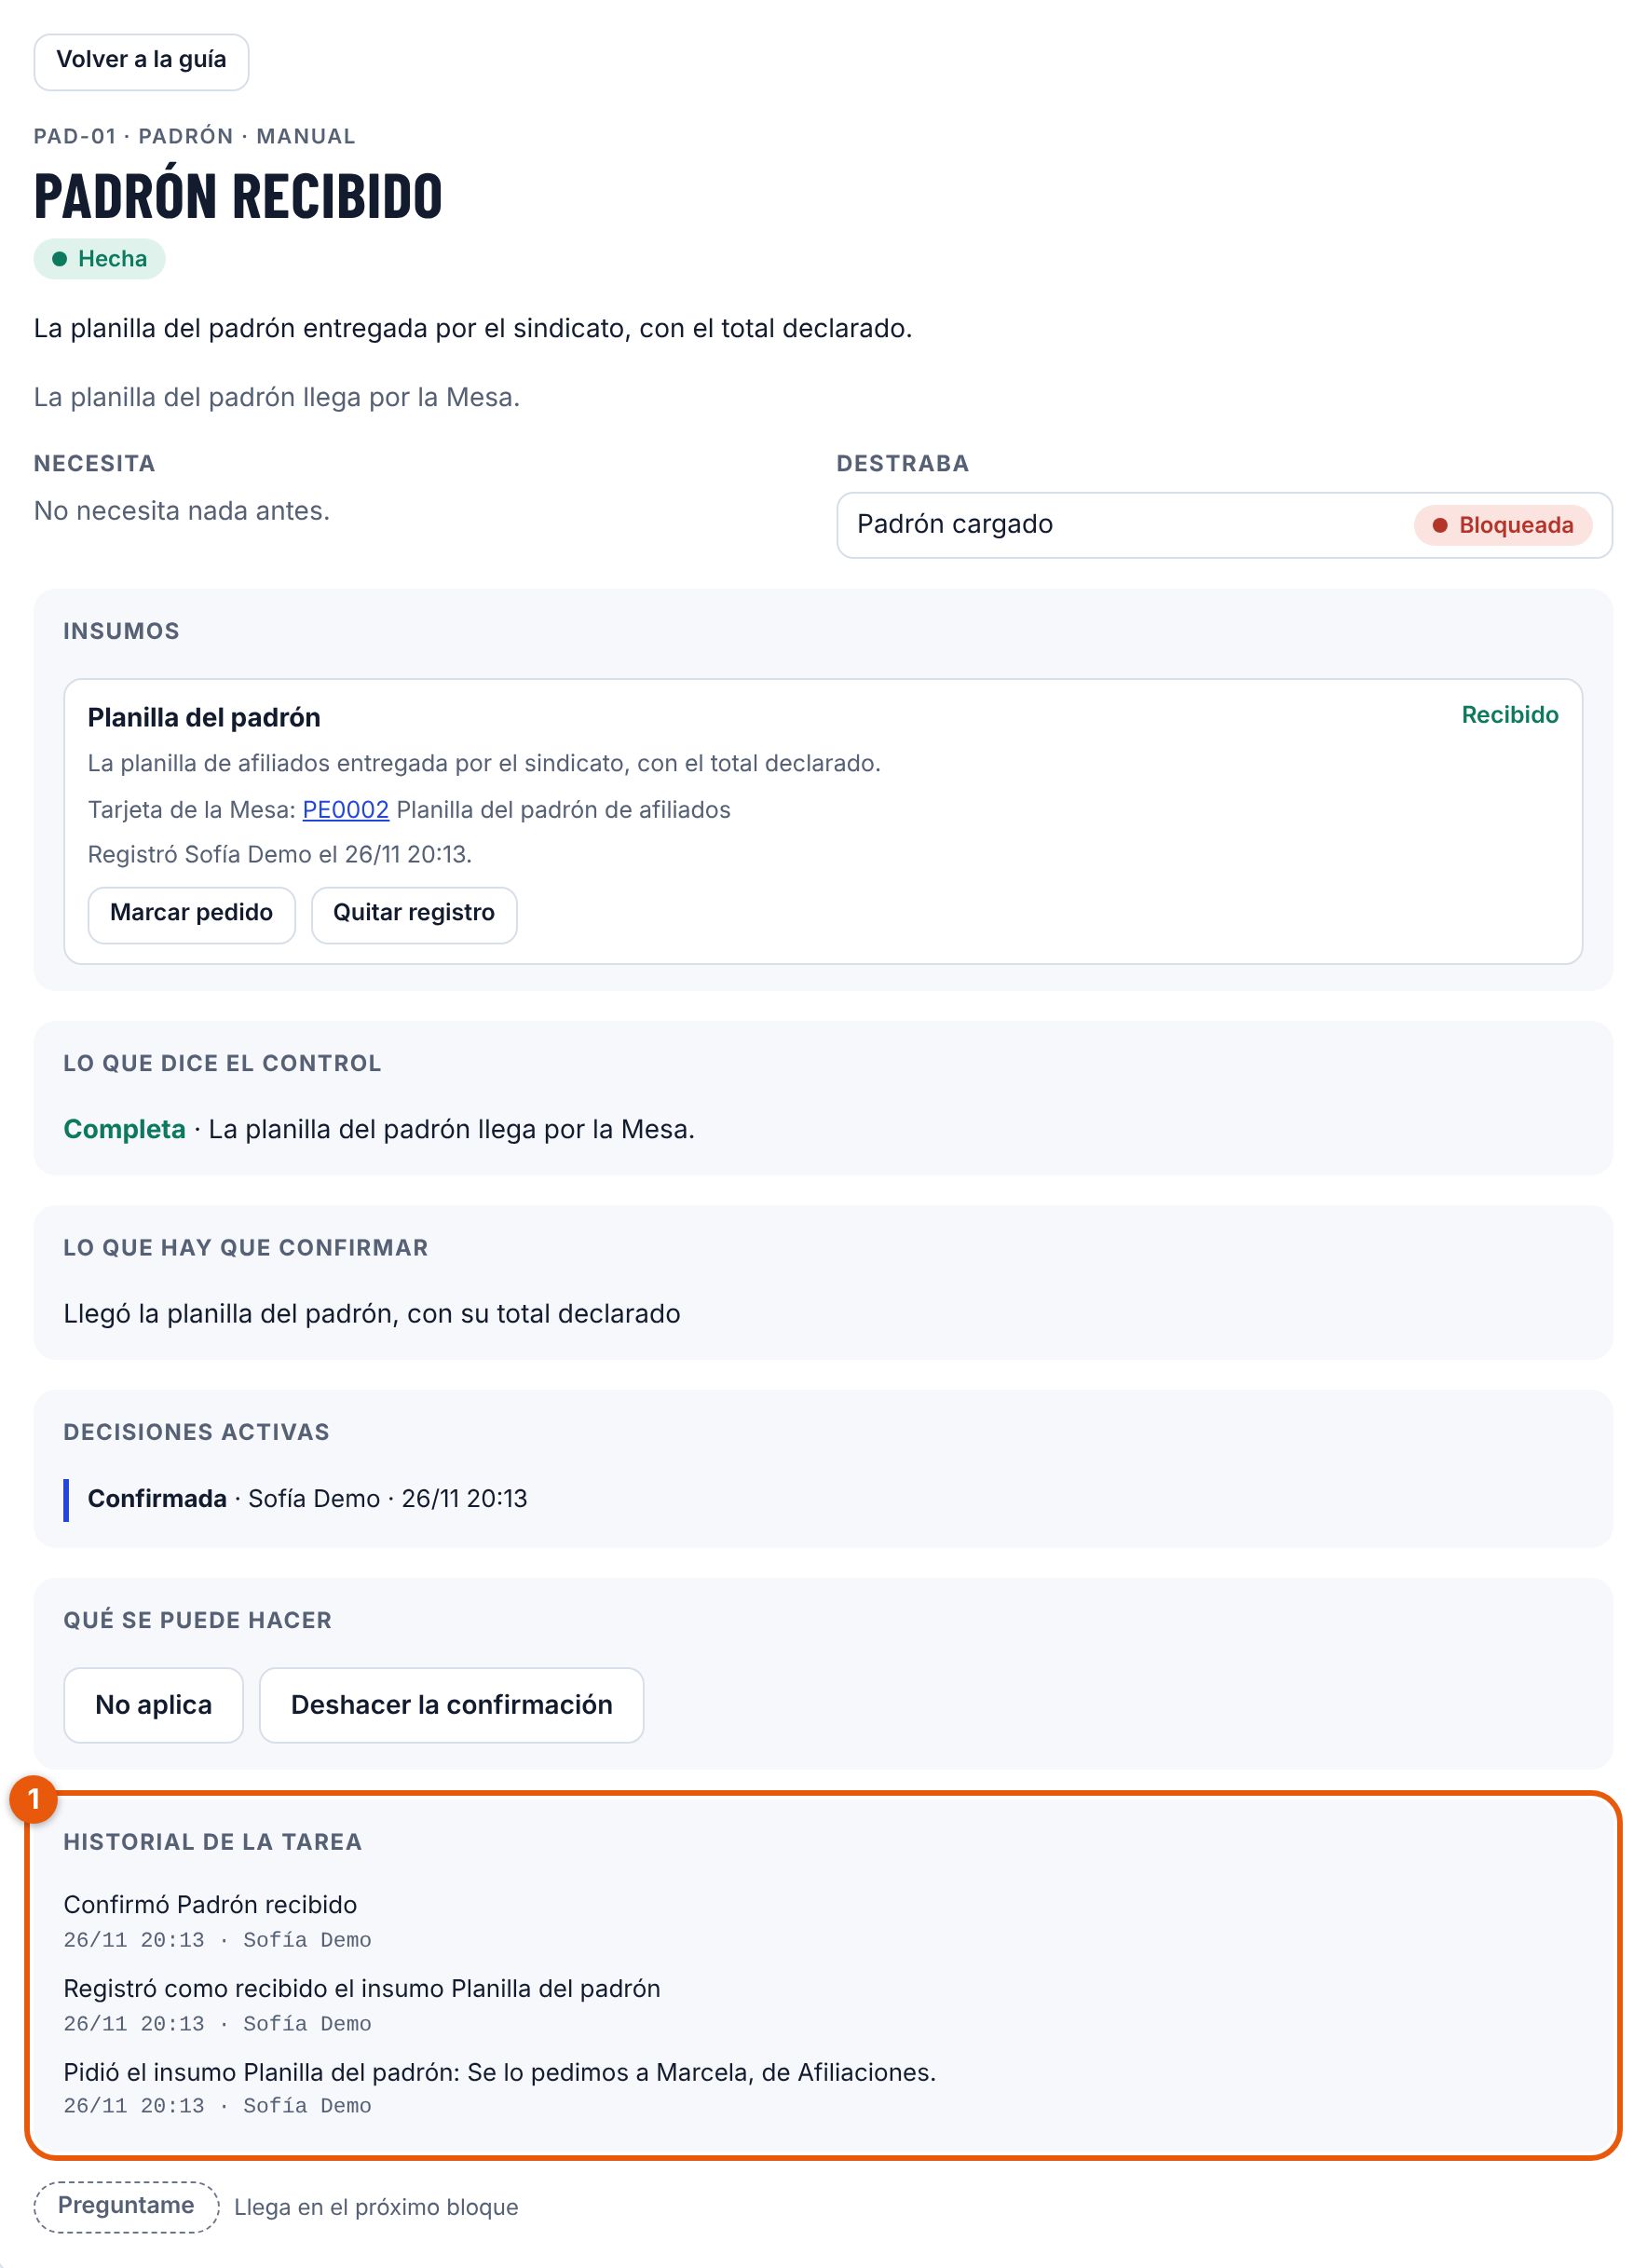 Volver a la guía
PAD-01 · PADRÓN · MANUAL
PADRÓN RECIBIDO
Hecha
La planilla del padrón entregada por el sindicato, con el total declarado.
La planilla del padrón llega por la Mesa.
NECESITA
No necesita nada antes.
DESTRABA
Padrón cargado
Bloqueada
INSUMOS
Planilla del padrón
Recibido
La planilla de afiliados entregada por el sindicato, con el total declarado.
Tarjeta de la Mesa: PE0002 Planilla del padrón de afiliados
Registró Sofía Demo el 26/11 20:13.
Marcar pedido
Quitar registro
LO QUE DICE EL CONTROL
Completa · La planilla del padrón llega por la Mesa.
LO QUE HAY QUE CONFIRMAR
Llegó la planilla del padrón, con su total declarado
DECISIONES ACTIVAS
Confirmada · Sofía Demo · 26/11 20:13
QUÉ SE PUEDE HACER
No aplica
Deshacer la confirmación
1
HISTORIAL DE LA TAREA
Confirmó Padrón recibido
26/11 20:13 · Sofía Demo
Registró como recibido el insumo Planilla del padrón
26/11 20:13 · Sofía Demo
Pidió el insumo Planilla del padrón: Se lo pedimos a Marcela, de Afiliaciones.
26/11 20:13 · Sofía Demo
Preguntame
Llega en el próximo bloque